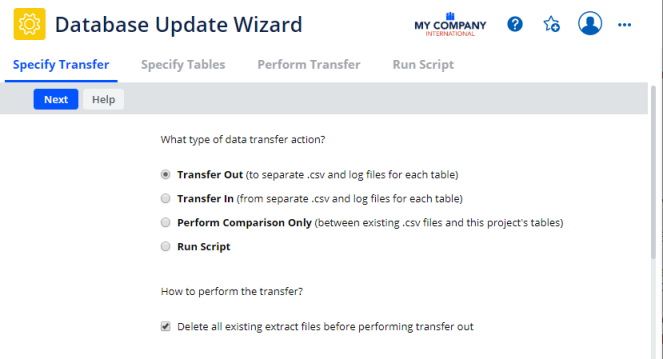 Database Update Wizard
MY COMPANY
INTERNATIONAL
?
Specify Transfer
Specify Tables
Perform Transfer
Run Script
Next
Help
What type of data transfer action?
Transfer Out (to separate .csv and log files for each table)
Transfer In (from separate .csv and log files for each table)
Perform Comparison Only (between existing .csv files and this project's tables)
Run Script
How to perform the transfer?
Delete all existing extract files before performing transfer out